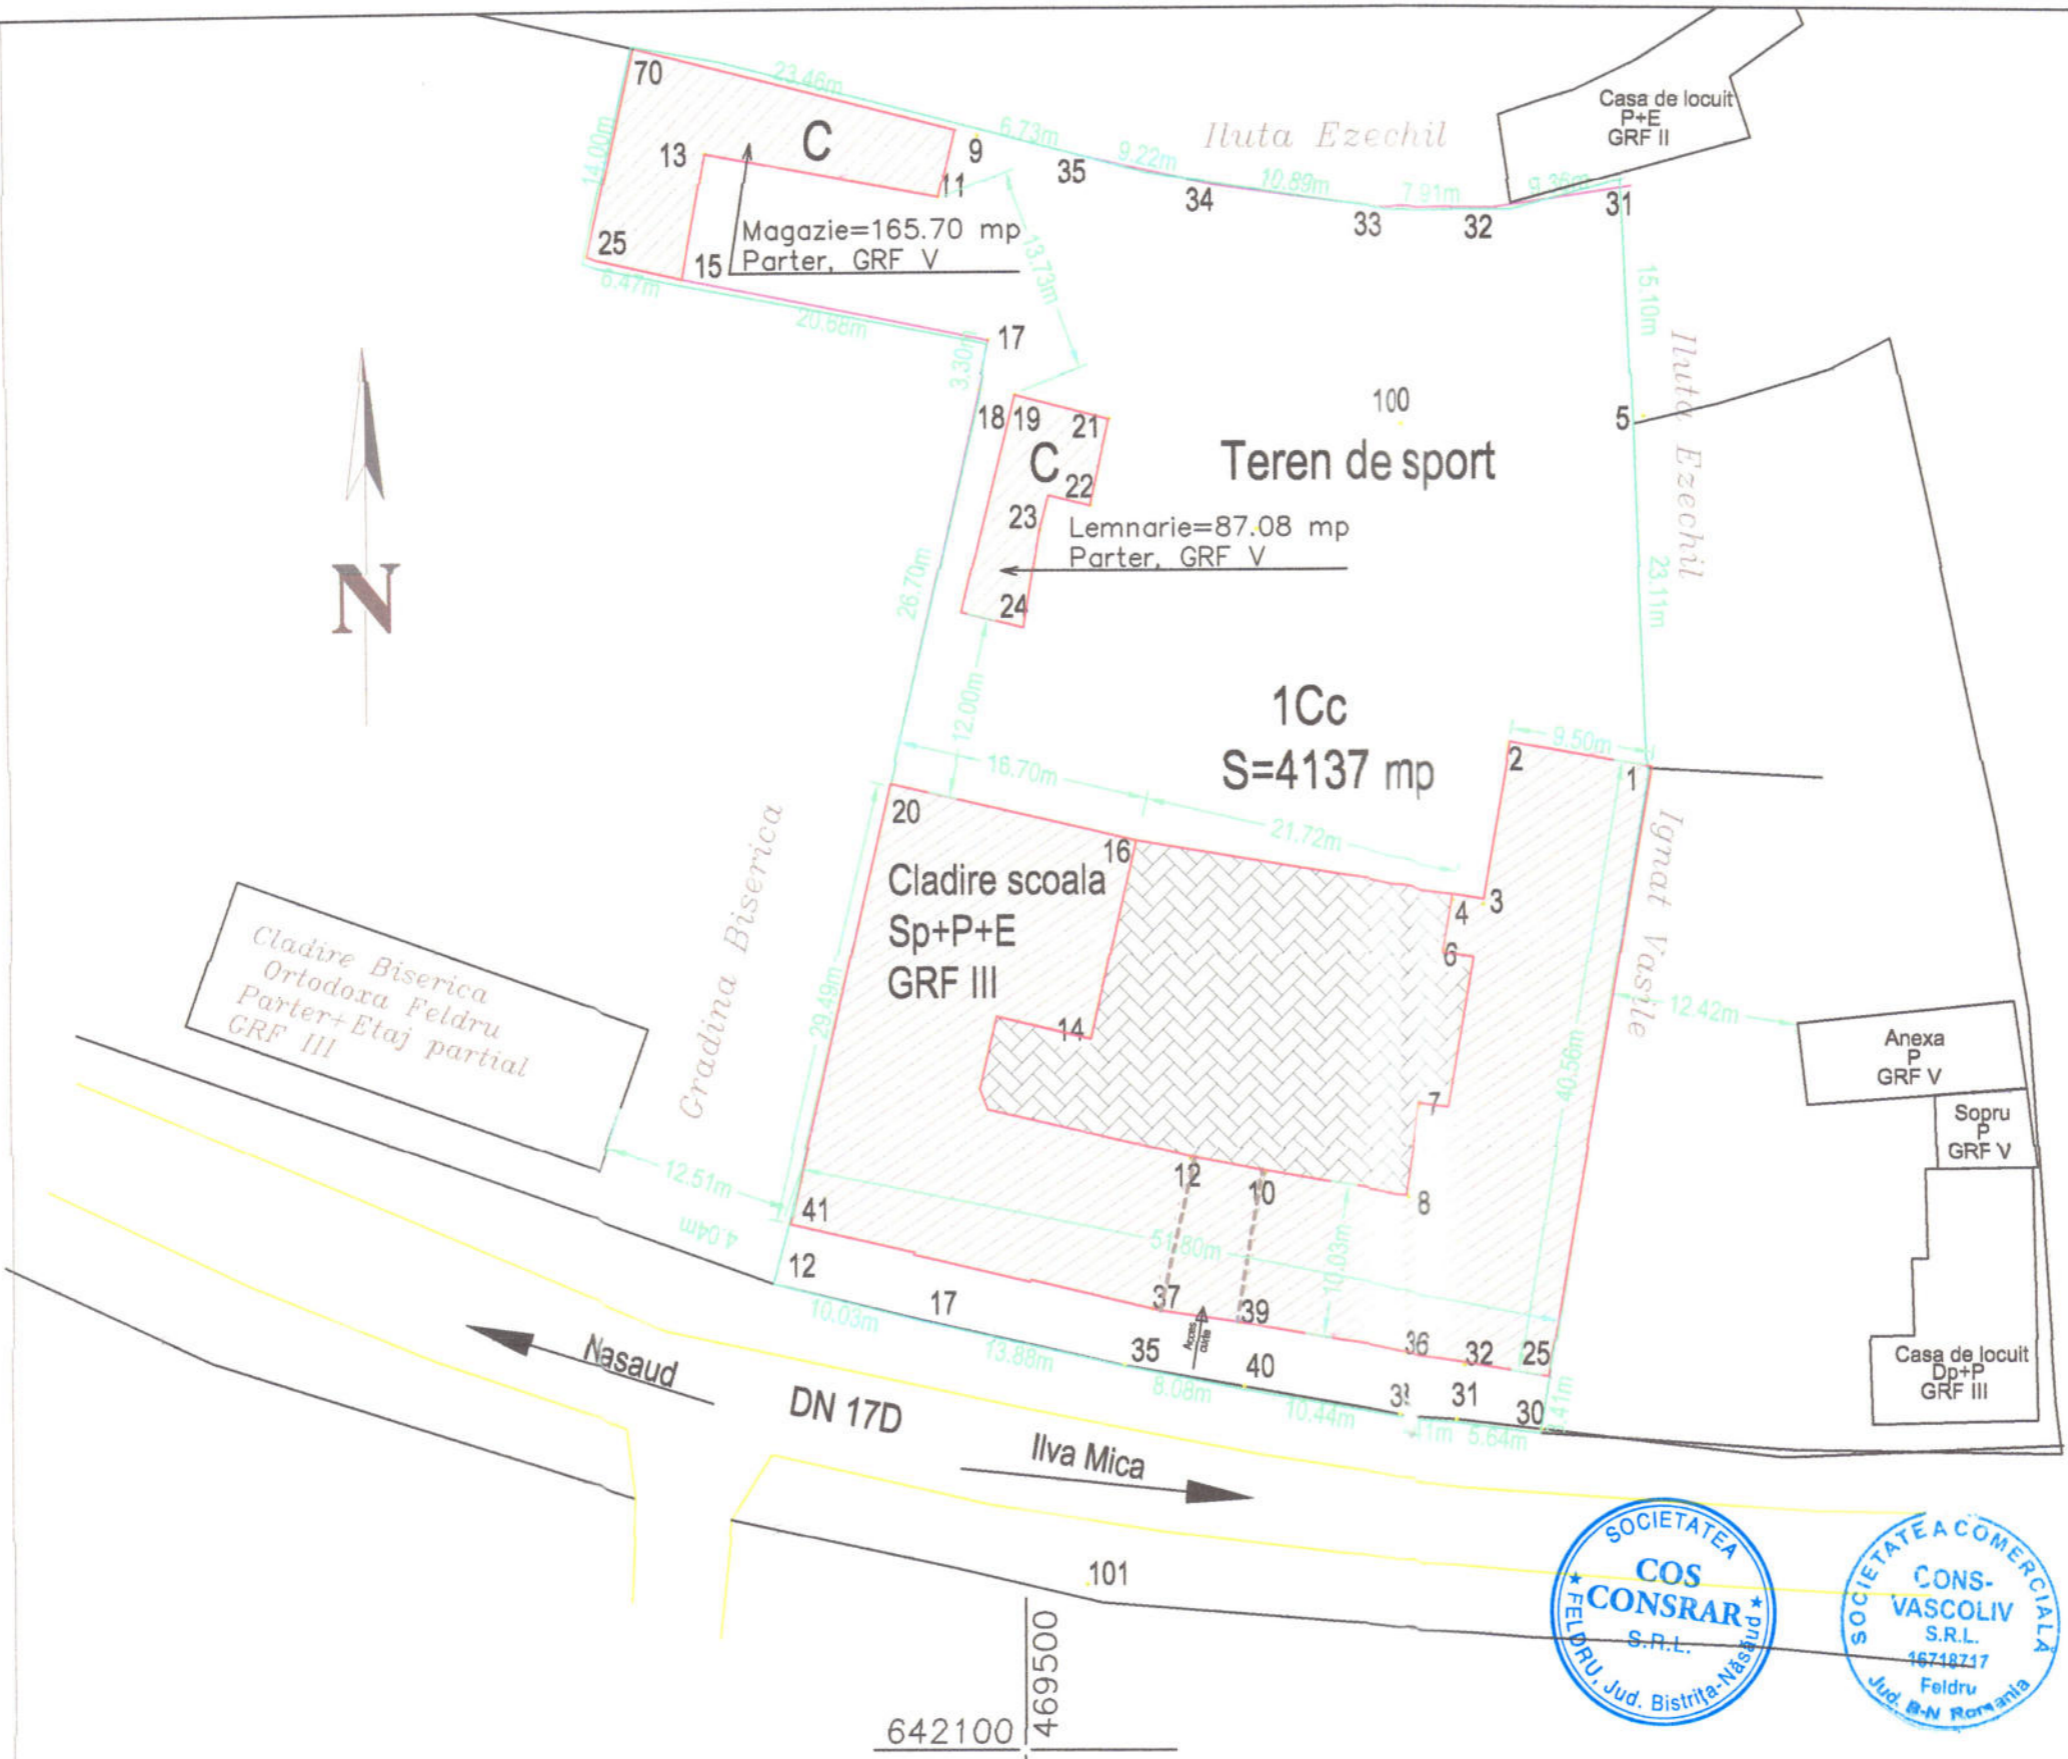 70
23.46m
C
13
9
11
14.00m
6.73m
35
9.22m
34
Iluta Ezechil
10.89m
33
7.91m
32
9.36m
31
Casa de locuit
P+E
GRF II
25
15
Magazie=165.70 mp
Parter, GRF V
6.47m
20.68m
13.73m
17
3.30m
15.10m
Iluta Ezechil
18
19
21
C
22
23
24
100
Teren de sport
5
Lemnarie=87.08 mp
Parter, GRF V
N
26.70m
23.11m
12.00m
1Cc
S=4137 mp
16.70m
21.72m
9.50m
2
1
20
16
Cladire scoala
Sp+P+E
GRF III
4
3
6
14
7
12
10
8
Ignat Vasile
12.42m
40.56m
29.49m
Gradina Biserica
Cladire Biserica
Ortodoxa Feldru
Parter+Etaj partial
GRF III
Anexa
P
GRF V
Sopru
P
GRF V
Casa de locuit
Dp+P
GRF III
12.51m
4.04m
41
51.80m
10.03m
12
17
37
39
36
32
25
Acces
curte
35
40
31
30
10.03m
13.88m
8.08m
10.44m
5.64m
Nasaud
DN 17D
Ilva Mica
101
642100
469500
SOCIETATEA
COS
CONSRAR
S.R.L.
FELDRU, Jud. Bistrița-Năsăud
SOCIETATEA COMERCIALĂ
CONS-
VASCOLIV
S.R.L.
16718717
Feldru
Jud. B-N Romania